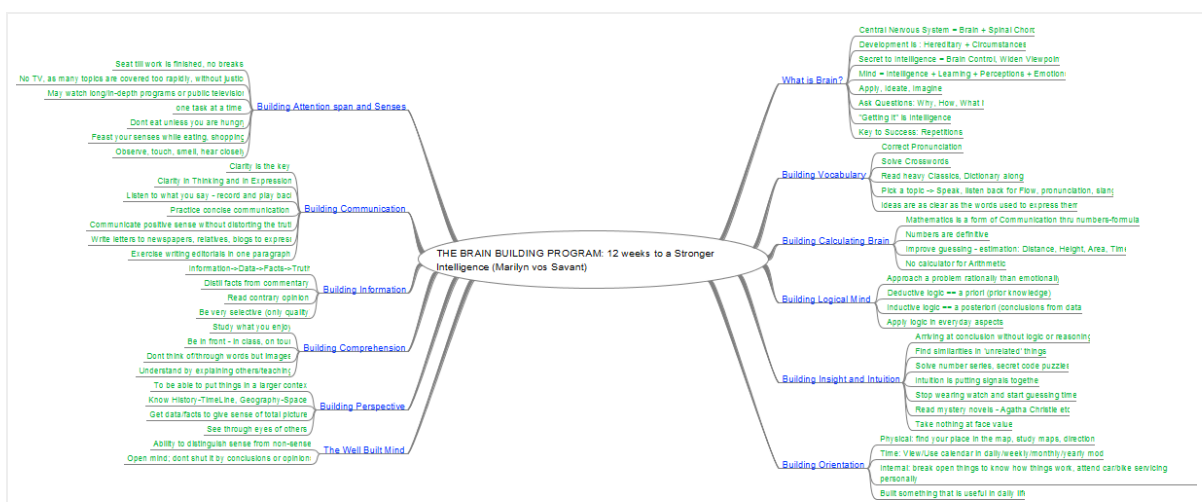 THE BRAIN BUILDING PROGRAM: 12 weeks to a Stronger
Intelligence (Marilyn vos Savant)
What is Brain?
Central Nervous System = Brain + Spinal Chord
Development is : Hereditary + Circumstances
Secret to Intelligence = Brain Control, Widen Viewpoin
Mind = Intelligence + Learning + Perceptions + Emotion
Apply, Ideate, Imagine
Ask Questions: Why, How, What I
"Getting it" is Intelligence
Key to Success: Repetitions
Building Vocabulary
Correct Pronunciation
Solve Crosswords
Read heavy Classics, Dictionary along
Pick a topic -> Speak, listen back for Flow, pronunciation, slang
Ideas are as clear as the words used to express them
Building Calculating Brain
Mathematics is a form of Communication thru numbers-formula
Numbers are definitive
Improve guessing - estimation: Distance, Height, Area, Time
No calculator for Arithmetic
Building Logical Mind
Approach a problem rationally than emotionally
Deductive logic == a priori (prior knowledge)
Inductive logic == a posteriori (conclusions from data
Apply logic in everyday aspects
Building Insight and Intuition
Arriving at conclusion without logic or reasoning
Find similarities in 'unrelated' things
Solve number series, secret code puzzles
Intuition is putting signals togethe
Stop wearing watch and start guessing time
Read mystery novels - Agatha Christie etc
Take nothing at face value
Building Orientation
Physical: find your place in the map, study maps, direction
Time: View/Use calendar in daily/weekly/monthly/yearly mod
Internal: break open things to know how things work, attend car/bike servicing
personally
Built something that is useful in daily life
Building Attention span and Senses
Seat till work is finished, no breaks
No TV, as many topics are covered too rapidly, without justic
May watch long/in-depth programs or public television
one task at a time
Dont eat unless you are hungry
Feast your senses while eating, shopping
Observe, touch, smell, hear closely
Building Communication
Clarity is the key
Clarity in Thinking and in Expression
Listen to what you say - record and play back
Practice concise communication
Communicate positive sense without distorting the truth
Write letters to newspapers, relatives, blogs to express
Exercise writing editorials in one paragraph
Building Information
Information->Data->Facts->Truth
Distil facts from commentary
Read contrary opinion
Be very selective (only quality)
Building Comprehension
Study what you enjoy
Be in front - in class, on tour
Dont think of/through words but images
Understand by explaining others/teaching
Building Perspective
To be able to put things in a larger contex
Know History-TimeLine, Geography-Space
Get data/facts to give sense of total picture
See through eyes of others
The Well Built Mind
Ability to distinguish sense from non-sense
Open mind; dont shut it by conclusions or opinion